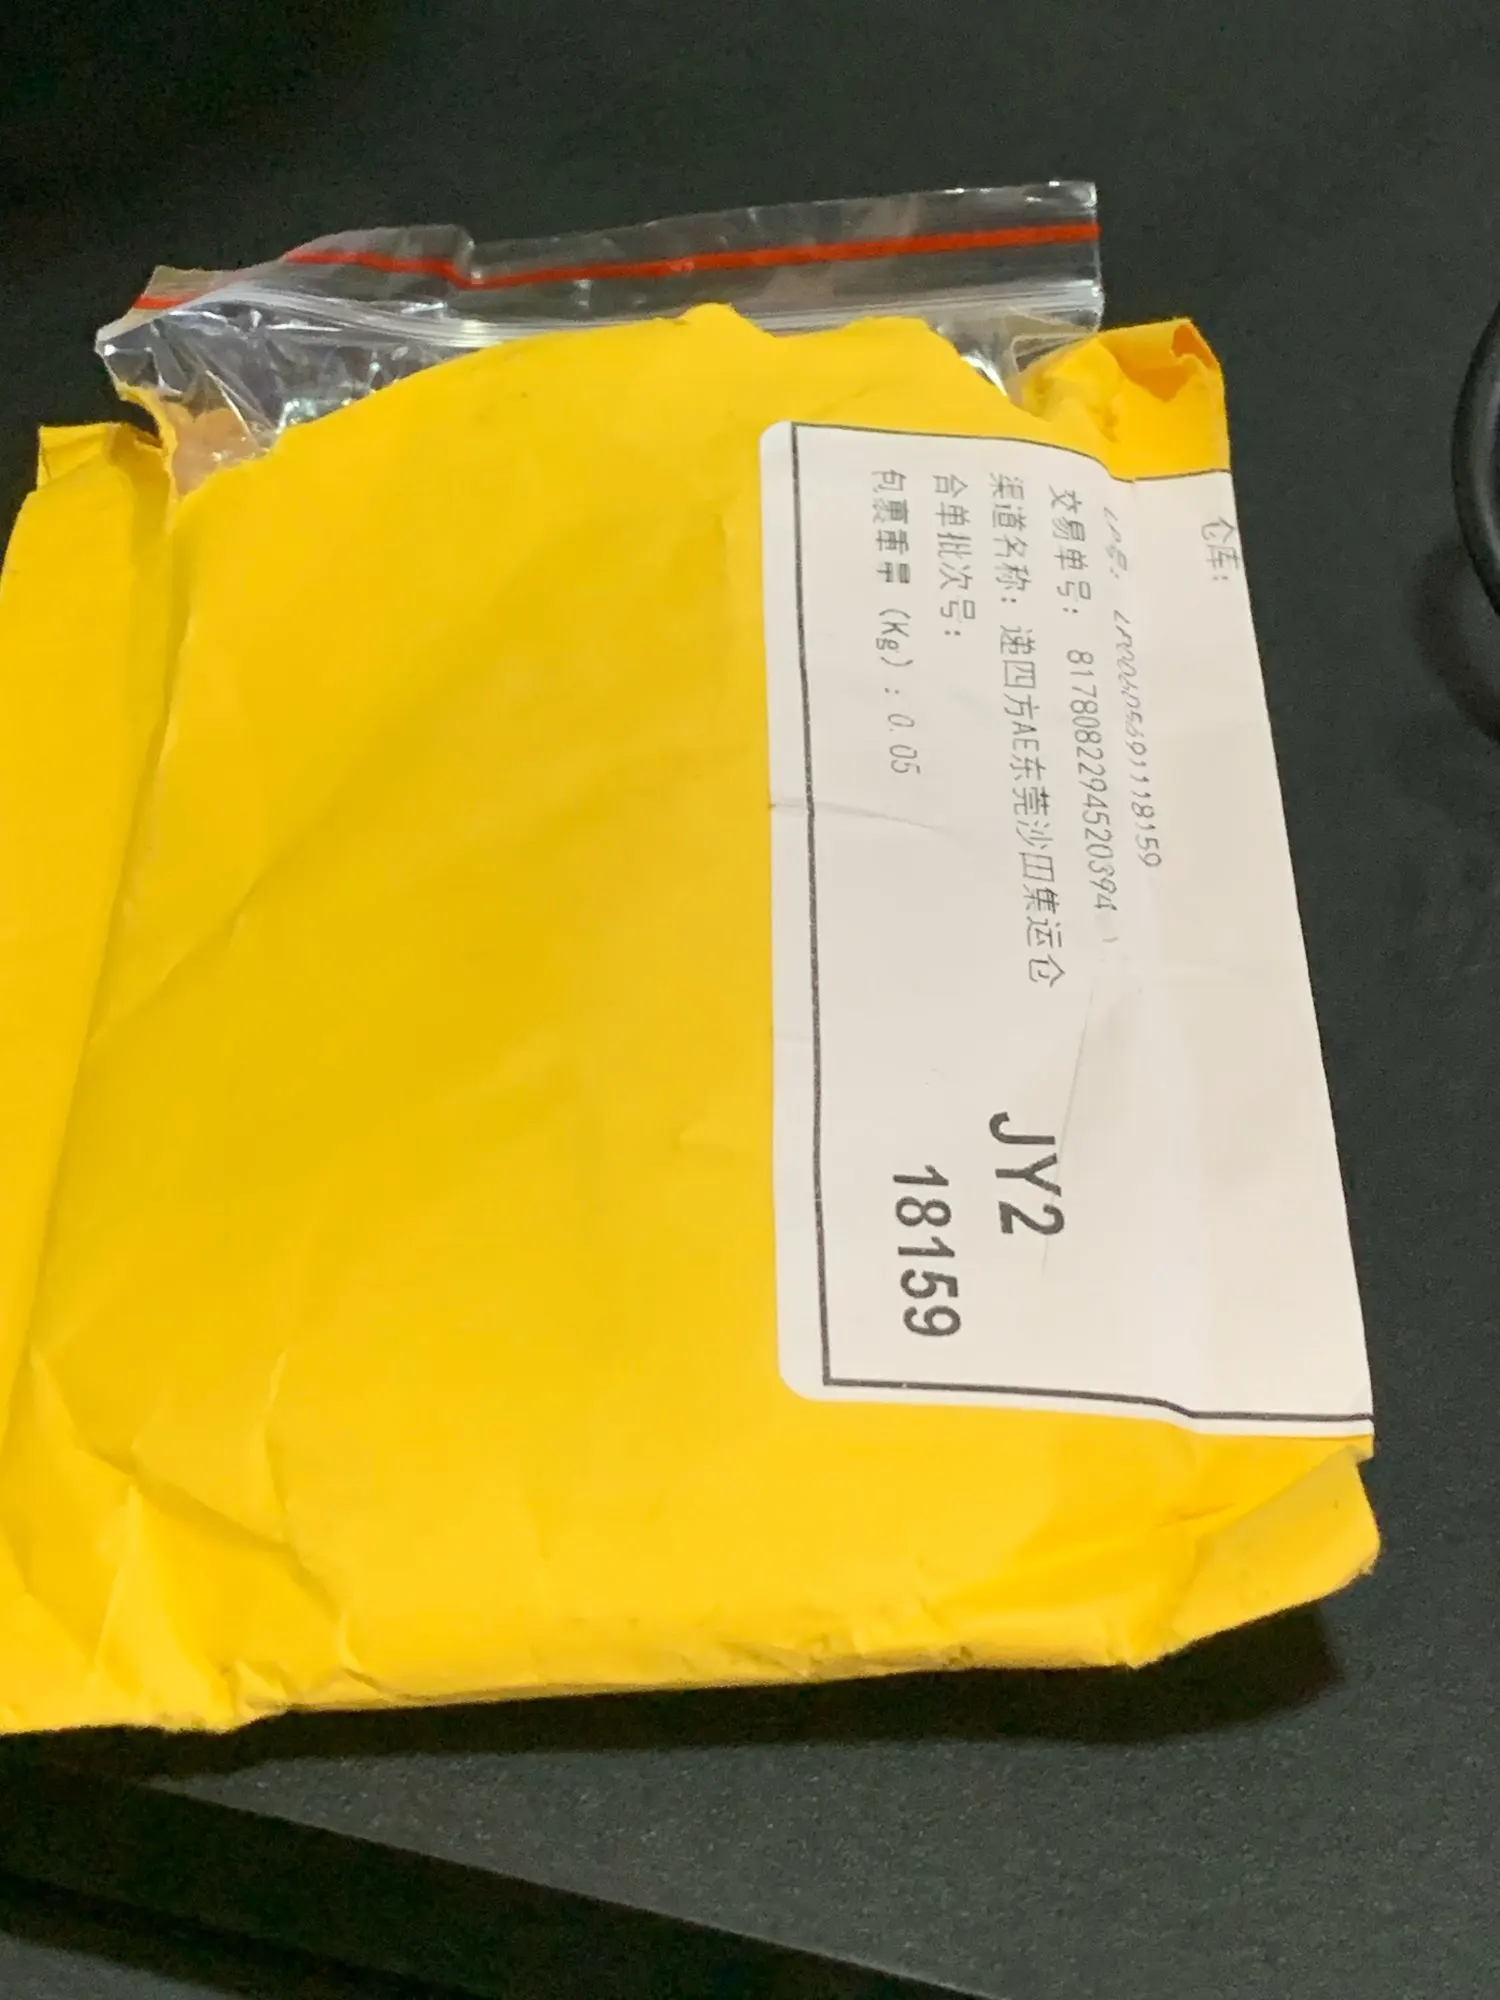 仓库:
LP号: LP00605691118159
交易单号: 8178082294520394
渠道名称: 递四方AE东莞沙田集运仓
合单批次号:
包裹重量 (Kg) : 0.05
JY2
18159